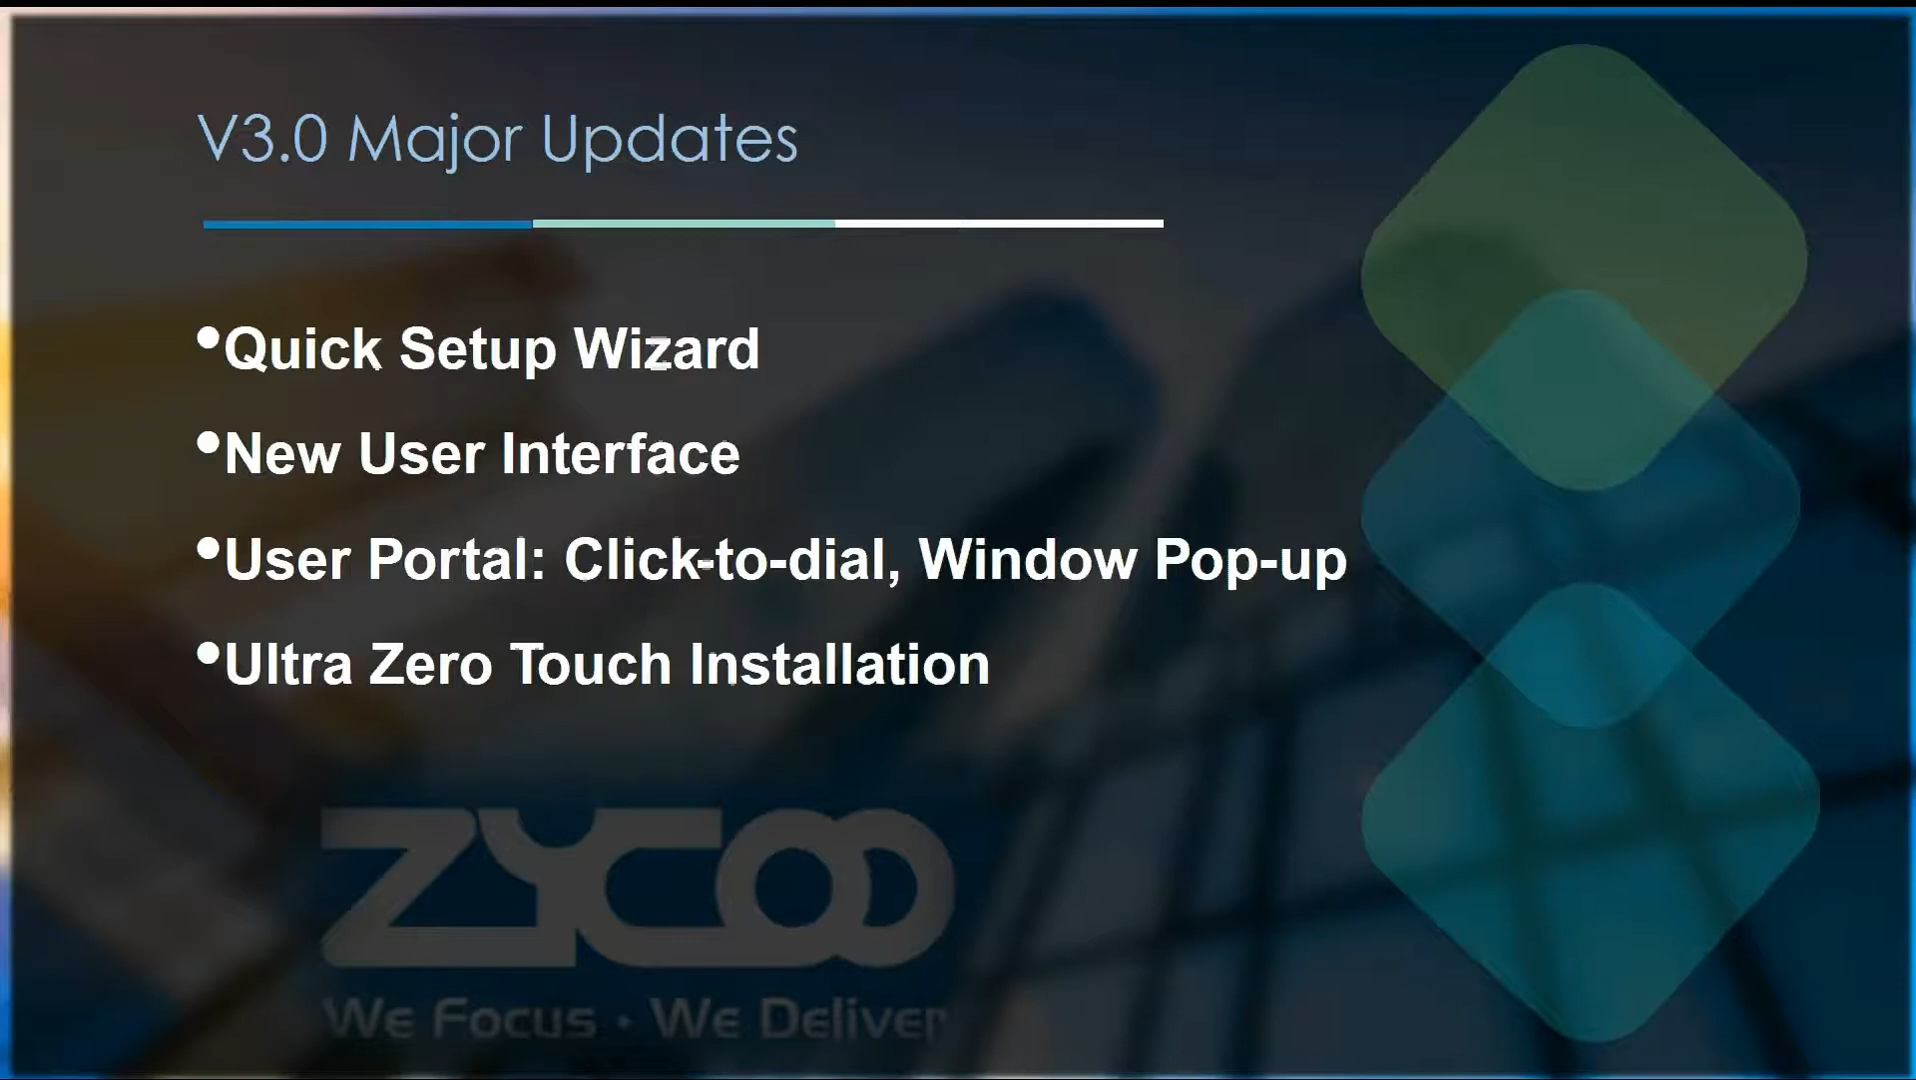 V3.0 Major Updates
•Quick Setup Wizard
•New User Interface
•User Portal: Click-to-dial, Window Pop-up
•Ultra Zero Touch Installation
ZYCOO
We Focus · We Deliver